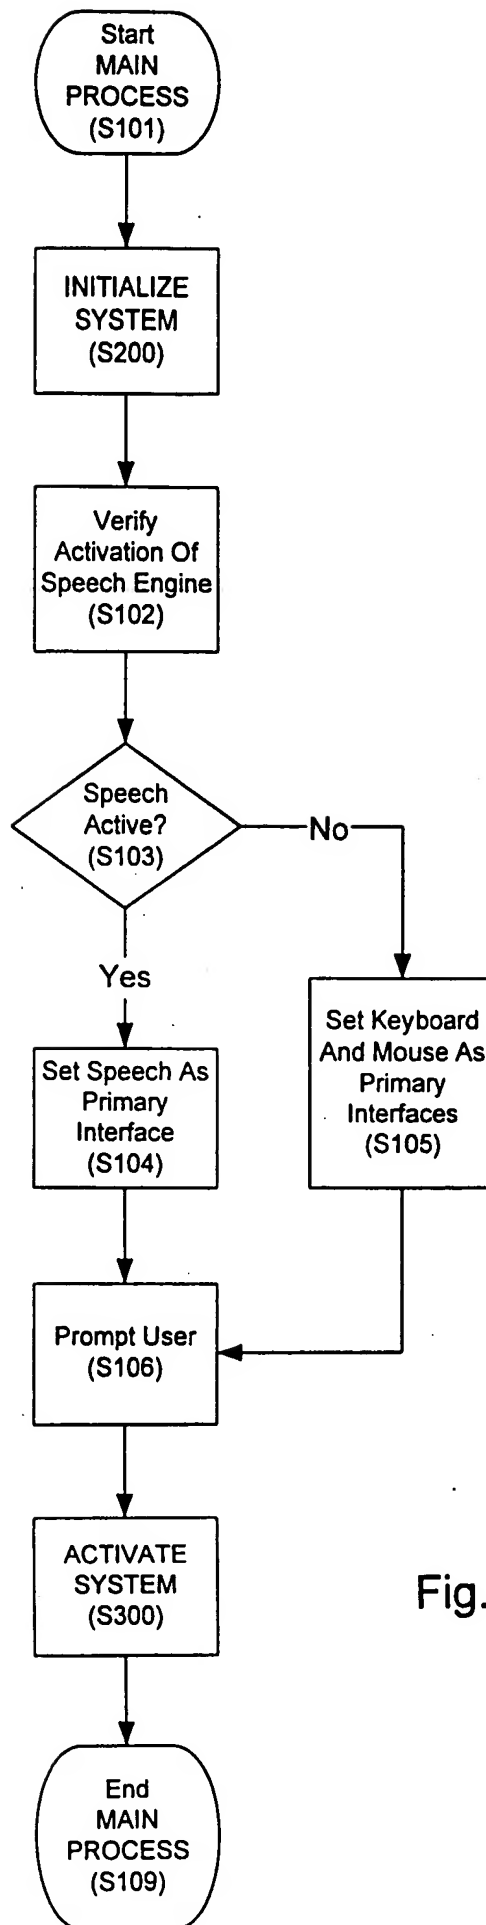 Start
MAIN
PROCESS
(S101)
INITIALIZE
SYSTEM
(S200)
Verify
Activation Of
Speech Engine
(S102)
Speech
Active?
(S103)
No
Yes
Set Speech As
Primary
Interface
(S104)
Set Keyboard
And Mouse As
Primary
Interfaces
(S105)
Prompt User
(S106)
ACTIVATE
SYSTEM
(S300)
Fig.
End
MAIN
PROCESS
(S109)